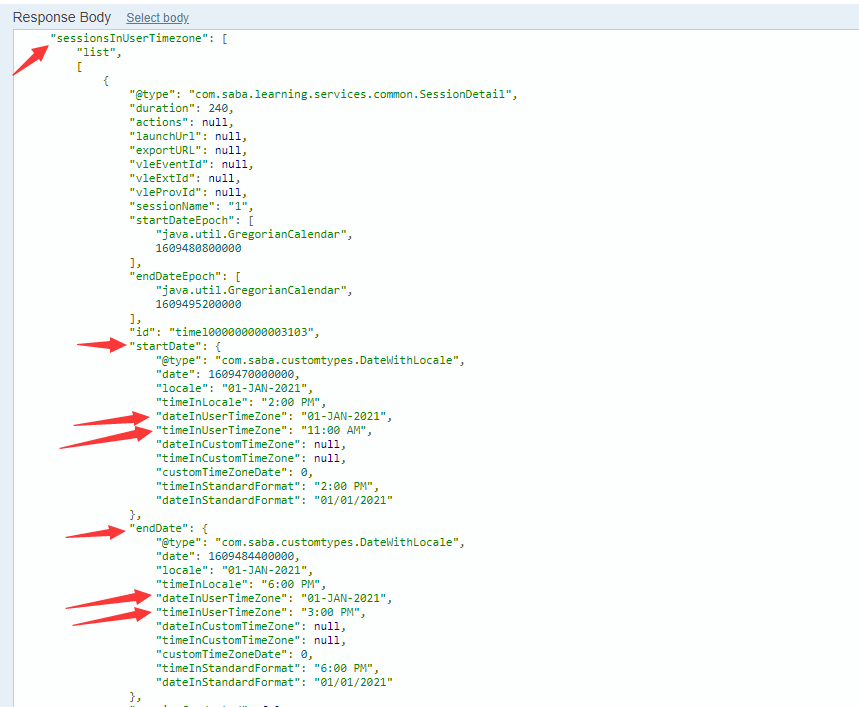 Response Body Select body
"sessionsInUserTimezone": [
"list",
[
{
"@type": "com.saba.learning.services.common.SessionDetail",
"duration": 240,
"actions": null,
"launchUrl": null,
"exportURL": null,
"vleEventId": null,
"vleExtId": null,
"vleProvId": null,
"sessionName": "1",
"startDateEpoch": [
"java.util.GregorianCalendar",
1609480800000
],
"endDateEpoch": [
"java.util.GregorianCalendar",
1609495200000
],
"id": "timel000000000003103",
"startDate": {
"@type": "com.saba.customtypes.DateWithLocale",
"date": 1609470000000,
"locale": "01-JAN-2021",
"timeInLocale": "2:00 PM",
"dateInUserTimeZone": "01-JAN-2021",
"timeInUserTimeZone": "11:00 AM",
"dateInCustomTimeZone": null,
"timeInCustomTimeZone": null,
"customTimeZoneDate": 0,
"timeInStandardFormat": "2:00 PM",
"dateInStandardFormat": "01/01/2021"
},
"endDate": {
"@type": "com.saba.customtypes.DateWithLocale",
"date": 1609484400000,
"locale": "01-JAN-2021",
"timeInLocale": "6:00 PM",
"dateInUserTimeZone": "01-JAN-2021",
"timeInUserTimeZone": "3:00 PM",
"dateInCustomTimeZone": null,
"timeInCustomTimeZone": null,
"customTimeZoneDate": 0,
"timeInStandardFormat": "6:00 PM",
"dateInStandardFormat": "01/01/2021"
},